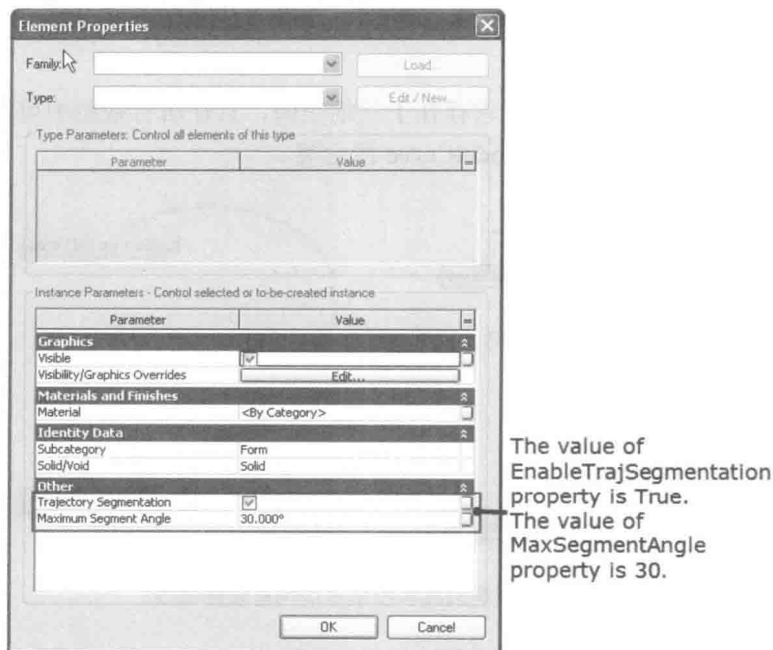 Element Properties
Family:
Load...
Type:
Edit / New...
Type Parameters: Control all elements of this type
Parameter Value =
Instance Parameters - Control selected or to-be-created instance
Parameter Value =
Graphics
Visible
Visibility/Graphics Overrides Edit...
Materials and Finishes
Material <By Category>
Identity Data
Subcategory Form
Solid/Void Solid
Other
Trajectory Segmentation
Maximum Segment Angle 30.000°
OK Cancel
The value of
EnableTrajSegmentation
property is True.
The value of
MaxSegmentAngle
property is 30.